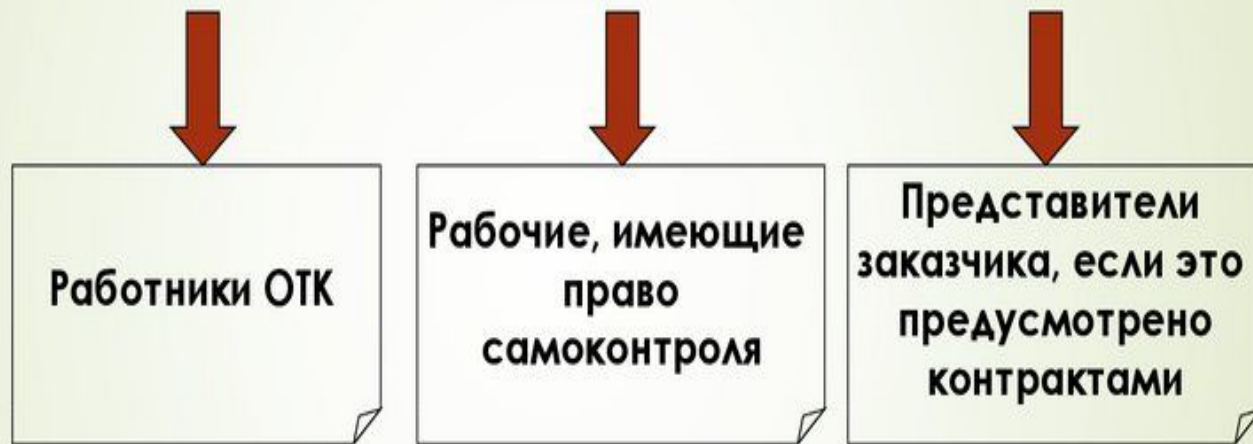 Работники ОТК
Рабочие, имеющие
право
самоконтроля
Представители
заказчика, если это
предусмотрено
контрактами